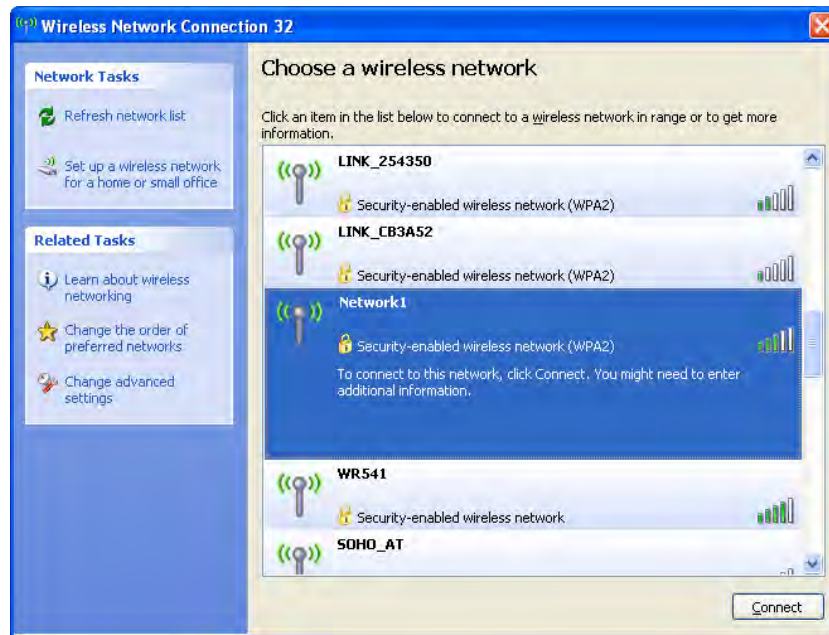 Wireless Network Connection 32
Network Tasks
Refresh network list
Set up a wireless network
for a home or small office
Related Tasks
Learn about wireless
networking
Change the order of
preferred networks
Change advanced
settings
Choose a wireless network
Click an item in the list below to connect to a wireless network in range or to get more
information.
LINK_254350
Security-enabled wireless network (WPA2)
LINK_CB3A52
Security-enabled wireless network (WPA2)
Network1
Security-enabled wireless network (WPA2)
To connect to this network, click Connect. You might need to enter
additional information.
WR541
Security-enabled wireless network
SOHO_AT
Connect